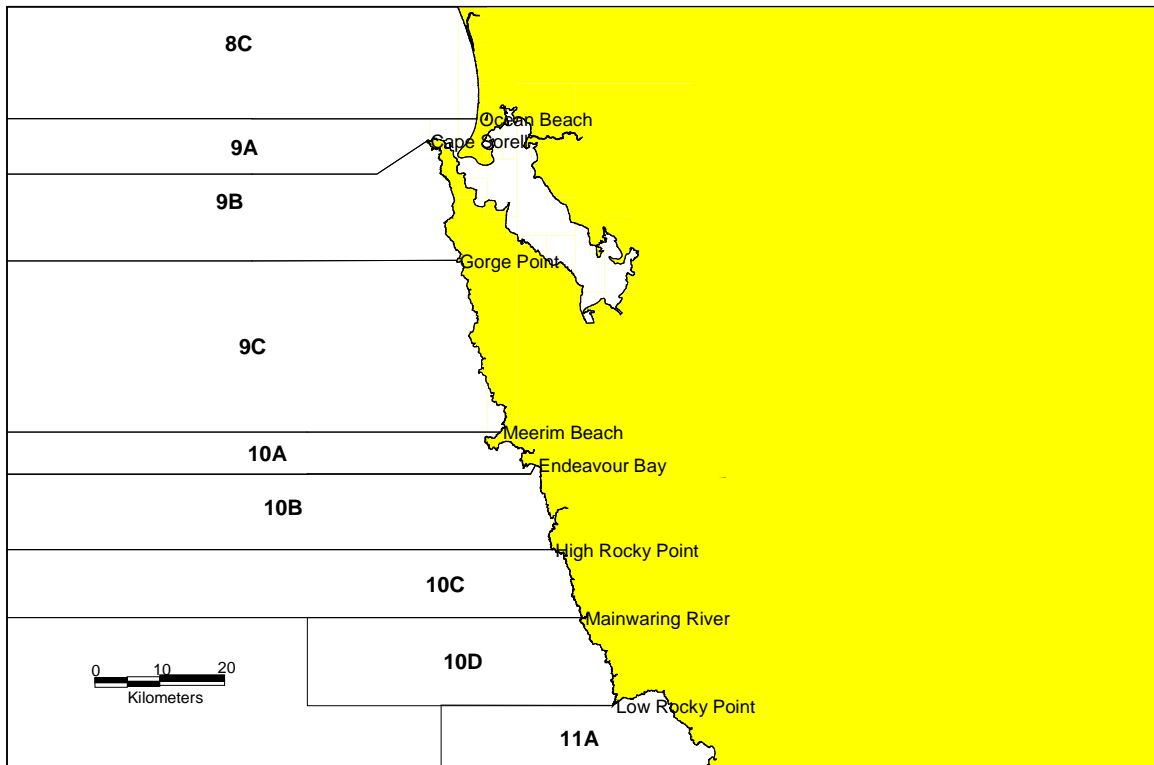 8C
Ocean Beach
Cape Sorell
9A
9B
Gorge Point
9C
Meerim Beach
10A
Endeavour Bay
10B
High Rocky Point
10C
Mainwaring River
10D
0 10 20
Kilometers
Low Rocky Point
11A